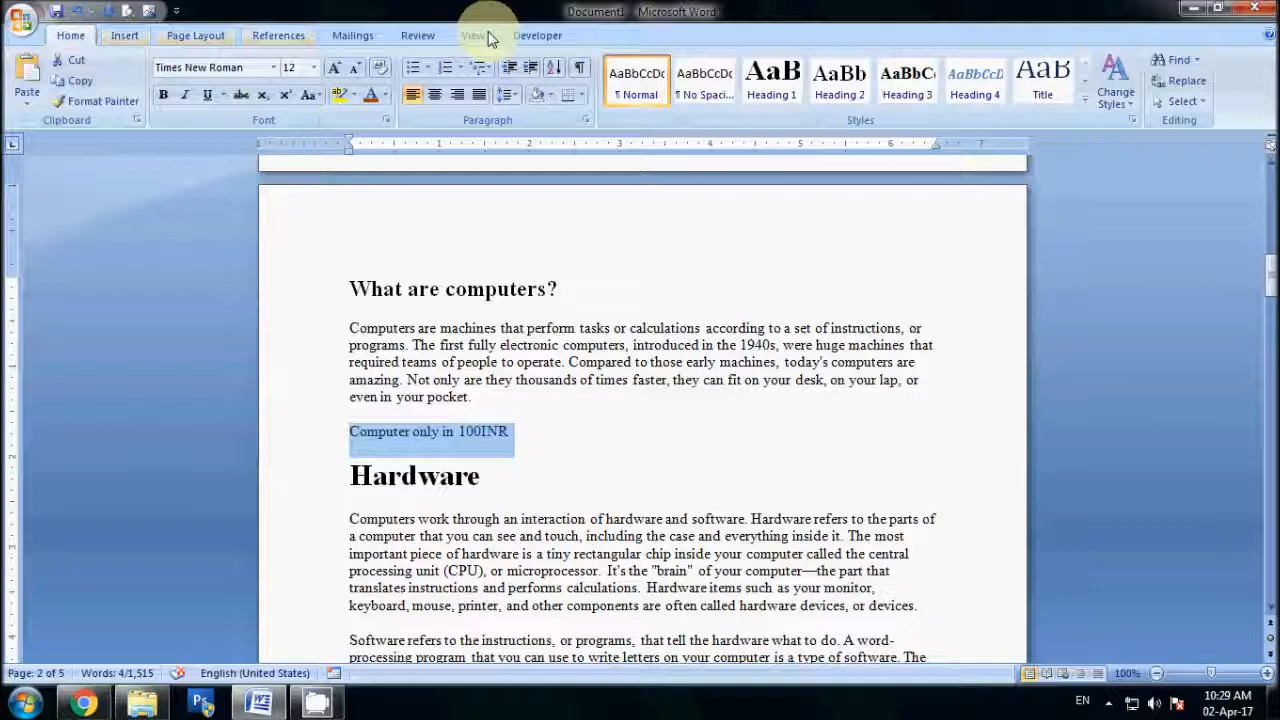 Document1 - Microsoft Word
Home Insert Page Layout References Mailings Review View Developer
Paste
Cut
Copy
Format Painter
Clipboard
Times New Roman 12
B I U abc X₂ X² Aa
Font
Paragraph
AaBbCcDc AaBbCcDc AaB AaBb AaBbC AaBbCcD AaB
¶ Normal ¶ No Spaci... Heading 1 Heading 2 Heading 3 Heading 4 Title
Change Styles
Styles
Find
Replace
Select
Editing
1 2 3 4 5 6 7
What are computers?
Computers are machines that perform tasks or calculations according to a set of instructions, or
programs. The first fully electronic computers, introduced in the 1940s, were huge machines that
required teams of people to operate. Compared to those early machines, today's computers are
amazing. Not only are they thousands of times faster, they can fit on your desk, on your lap, or
even in your pocket.
Computer only in 100INR
Hardware
Computers work through an interaction of hardware and software. Hardware refers to the parts of
a computer that you can see and touch, including the case and everything inside it. The most
important piece of hardware is a tiny rectangular chip inside your computer called the central
processing unit (CPU), or microprocessor. It's the "brain" of your computer—the part that
translates instructions and performs calculations. Hardware items such as your monitor,
keyboard, mouse, printer, and other components are often called hardware devices, or devices.
Software refers to the instructions, or programs, that tell the hardware what to do. A word-
processing program that you can use to write letters on your computer is a type of software. The
Page: 2 of 5 Words: 4/1,515 English (United States) 100%
Ps
EN
10:29 AM
02-Apr-17